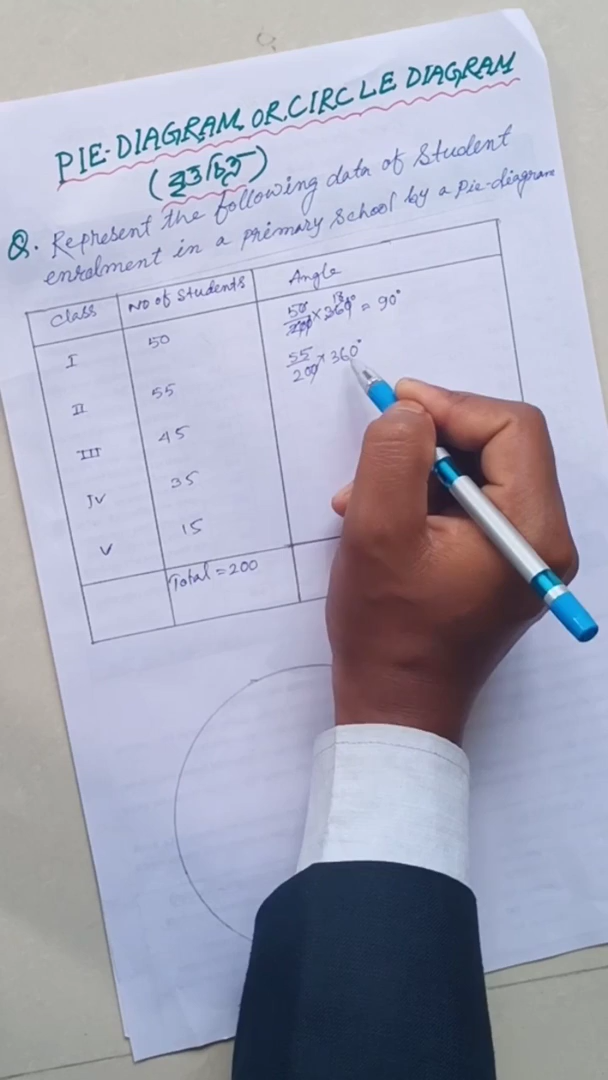 PIE-DIAGRAM OR CIRCLE DIAGRAM
(বৃত্তচিত্ৰ)
Q. Represent the following data of Student
enrolment in a primary School by a pie-diagram
Class No of Students Angle
I 50 50/200 × 360° = 90°
II 55 55/200 × 360°
III 45
IV 35
V 15
Total = 200